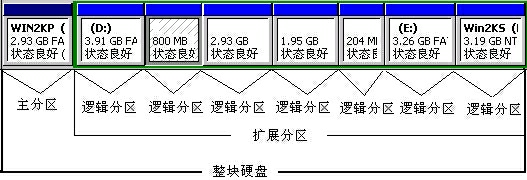 WIN2KP (
2.93 GB FA
状态良好 (
(D:)
3.91 GB FA
状态良好
800 MB
状态良好
2.93 GB
状态良好
1.95 GB
状态良好
204 M
状态良好
(E:)
3.26 GB FA
状态良好
Win2KS (
3.19 GB NT
状态良好
主分区 逻辑分区 逻辑分区 逻辑分区 逻辑分区 逻辑分区 逻辑分区 逻辑分区
扩展分区
整块硬盘